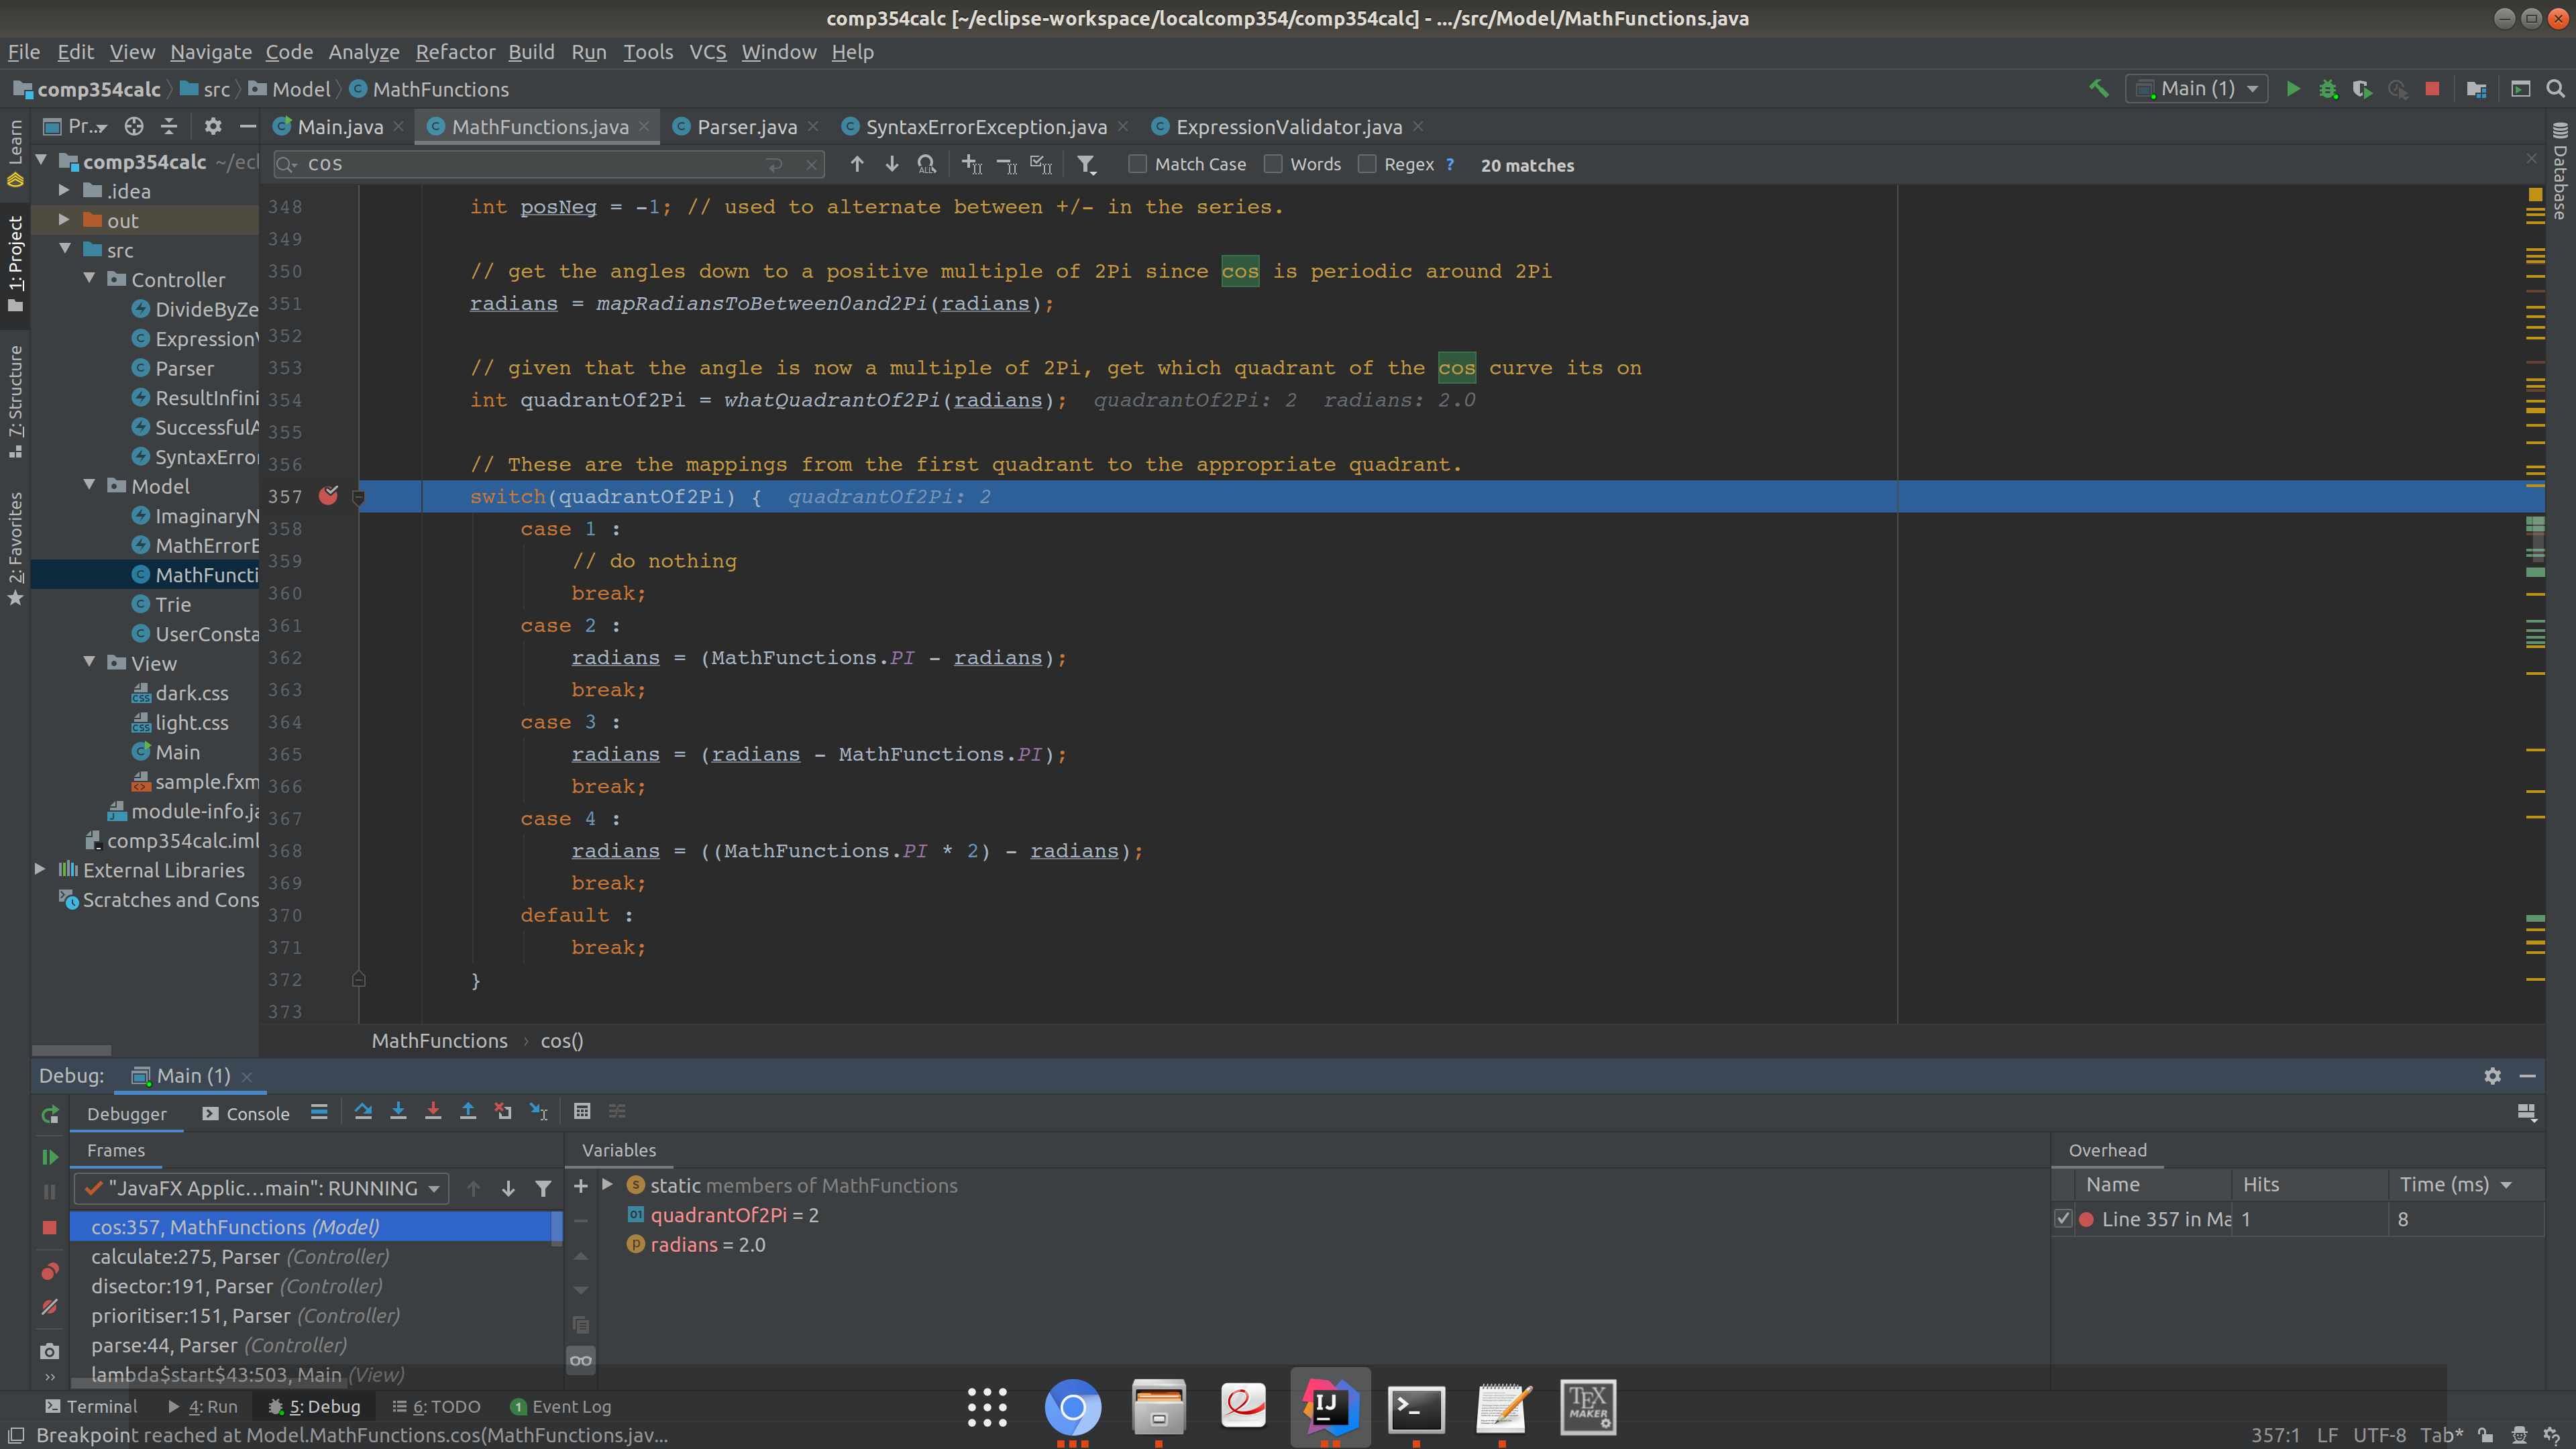 comp354calc [~/eclipse-workspace/localcomp354/comp354calc] - .../src/Model/MathFunctions.java
File Edit View Navigate Code Analyze Refactor Build Run Tools VCS Window Help
comp354calc src Model MathFunctions
Main (1)
Pr... Main.java MathFunctions.java Parser.java SyntaxErrorException.java ExpressionValidator.java
cos Match Case Words Regex ? 20 matches
Learn
1: Project
7: Structure
2: Favorites
Database
comp354calc ~/ecl
.idea
out
src
Controller
DivideByZe
ExpressionV
Parser
ResultInfini
SuccessfulA
SyntaxError
Model
ImaginaryN
MathErrorE
MathFuncti
Trie
UserConsta
View
dark.css
light.css
Main
sample.fxm
module-info.ja
comp354calc.iml
External Libraries
Scratches and Cons
348 int posNeg = -1; // used to alternate between +/- in the series.
349
350 // get the angles down to a positive multiple of 2Pi since cos is periodic around 2Pi
351 radians = mapRadiansToBetween0and2Pi(radians);
352
353 // given that the angle is now a multiple of 2Pi, get which quadrant of the cos curve its on
354 int quadrantOf2Pi = whatQuadrantOf2Pi(radians); quadrantOf2Pi: 2 radians: 2.0
355
356 // These are the mappings from the first quadrant to the appropriate quadrant.
357 switch(quadrantOf2Pi) { quadrantOf2Pi: 2
358 case 1 :
359 // do nothing
360 break;
361 case 2 :
362 radians = (MathFunctions.PI - radians);
363 break;
364 case 3 :
365 radians = (radians - MathFunctions.PI);
366 break;
367 case 4 :
368 radians = ((MathFunctions.PI * 2) - radians);
369 break;
370 default :
371 break;
372 }
373
MathFunctions › cos()
Debug: Main (1)
Debugger Console
Frames Variables Overhead
"JavaFX Applic...main": RUNNING
cos:357, MathFunctions (Model)
calculate:275, Parser (Controller)
disector:191, Parser (Controller)
prioritiser:151, Parser (Controller)
parse:44, Parser (Controller)
lambda$start$43:503, Main (View)
static members of MathFunctions
quadrantOf2Pi = 2
radians = 2.0
Name Hits Time (ms)
Line 357 in Ma 1 8
Terminal 4: Run 5: Debug 6: TODO 1 Event Log
IJ
TEX
MAKER
Breakpoint reached at Model.MathFunctions.cos(MathFunctions.jav...
357:1 LF UTF-8 Tab*